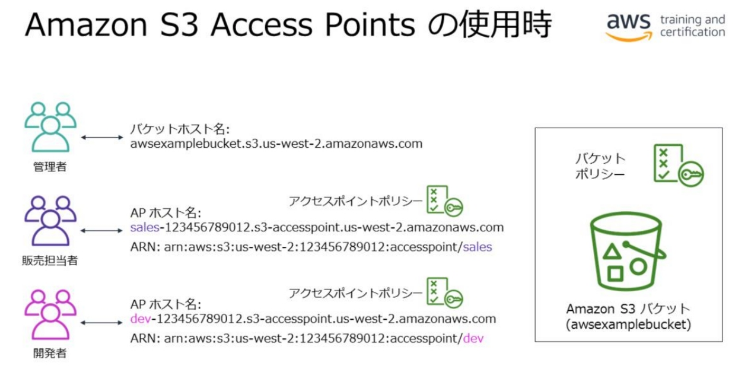 Amazon S3 Access Points の使用時
aws training and
certification
バケットホスト名:
awsexamplebucket.s3.us-west-2.amazonaws.com
管理者
アクセスポイントポリシー
AP ホスト名:
sales-123456789012.s3-accesspoint.us-west-2.amazonaws.com
ARN: arn:aws:s3:us-west-2:123456789012:accesspoint/sales
販売担当者
アクセスポイントポリシー
AP ホスト名:
dev-123456789012.s3-accesspoint.us-west-2.amazonaws.com
ARN: arn:aws:s3:us-west-2:123456789012:accesspoint/dev
開発者
バケット
ポリシー
Amazon S3 バケット
(awsexamplebucket)